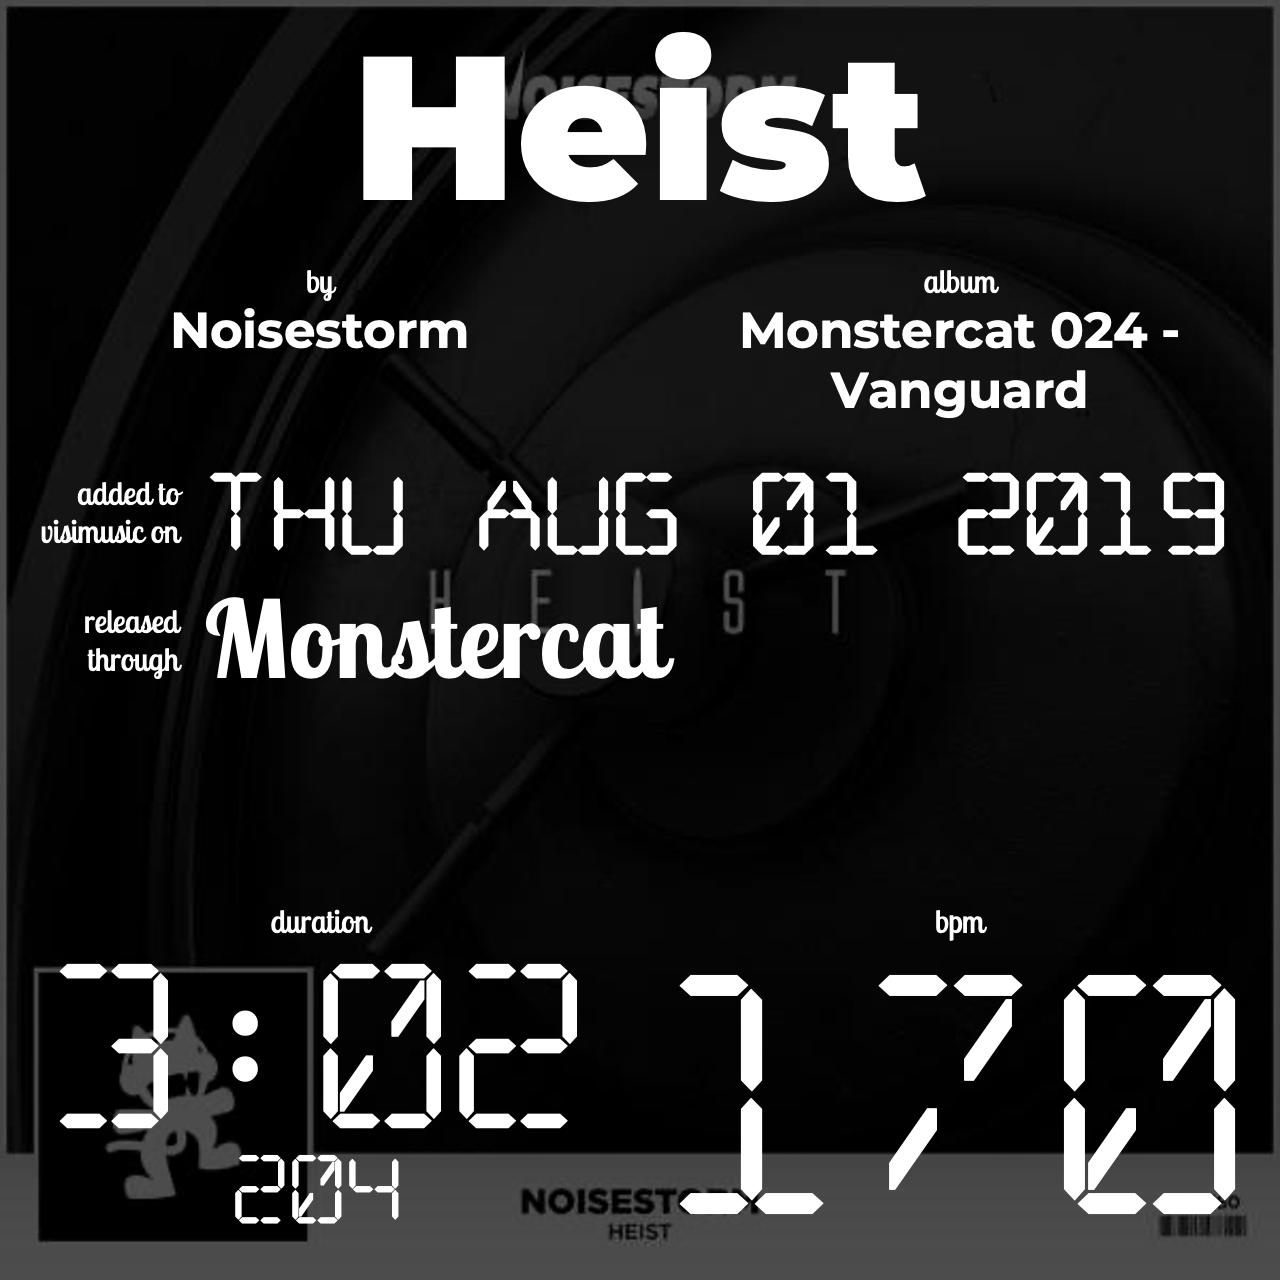 Heist
NOISESTORM
by
Noisestorm
album
Monstercat 024 -
Vanguard
added to
visimusic on
THU AUG 01 2019
HEIST
released
through
Monstercat
duration
3:02
204
bpm
170
NOISESTORM
HEIST